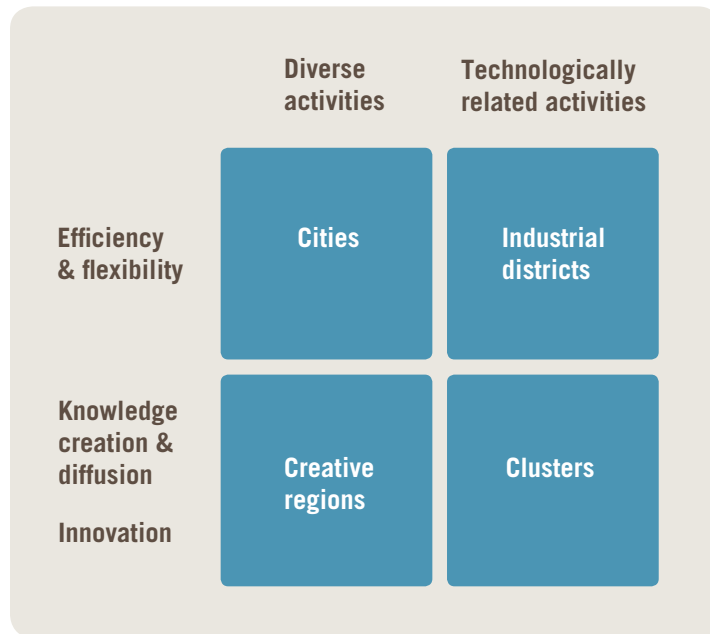 Diverse
activities
Technologically
related activities
Efficiency
& flexibility
Cities
Industrial
districts
Knowledge
creation &
diffusion
Innovation
Creative
regions
Clusters